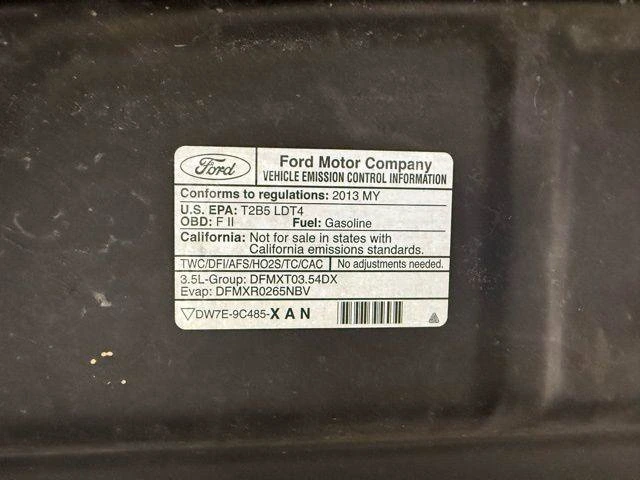 Ford
Ford Motor Company
VEHICLE EMISSION CONTROL INFORMATION
Conforms to regulations: 2013 MY
U.S. EPA: T2B5 LDT4
OBD: F II Fuel: Gasoline
California: Not for sale in states with
California emissions standards.
TWC/DFI/AFS/HO2S/TC/CAC No adjustments needed.
3.5L-Group: DFMXT03.54DX
Evap: DFMXR0265NBV
DW7E-9C485-XAN